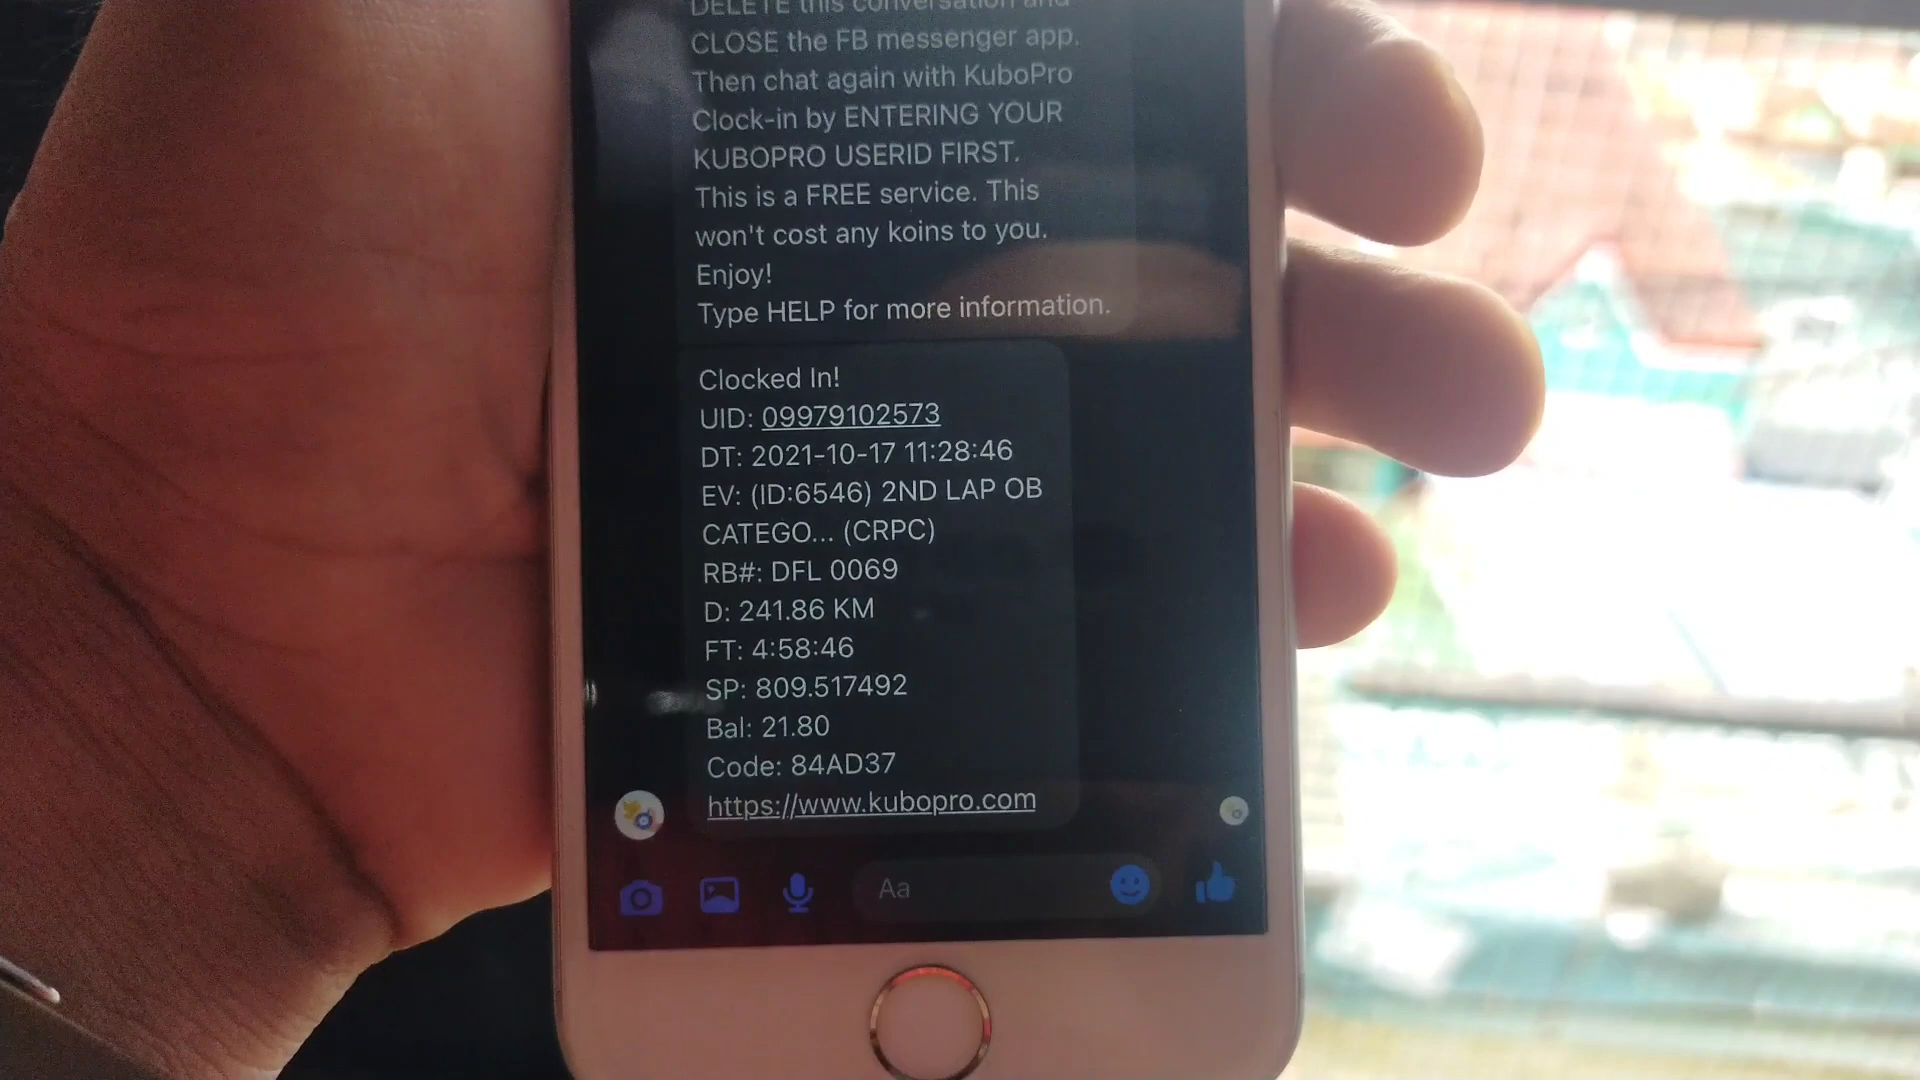 DELETE this conversation and
CLOSE the FB messenger app.
Then chat again with KuboPro
Clock-in by ENTERING YOUR
KUBOPRO USERID FIRST.
This is a FREE service. This
won't cost any koins to you.
Enjoy!
Type HELP for more information.
Clocked In!
UID: 09979102573
DT: 2021-10-17 11:28:46
EV: (ID:6546) 2ND LAP OB
CATEGO... (CRPC)
RB#: DFL 0069
D: 241.86 KM
FT: 4:58:46
SP: 809.517492
Bal: 21.80
Code: 84AD37
https://www.kubopro.com
Aa